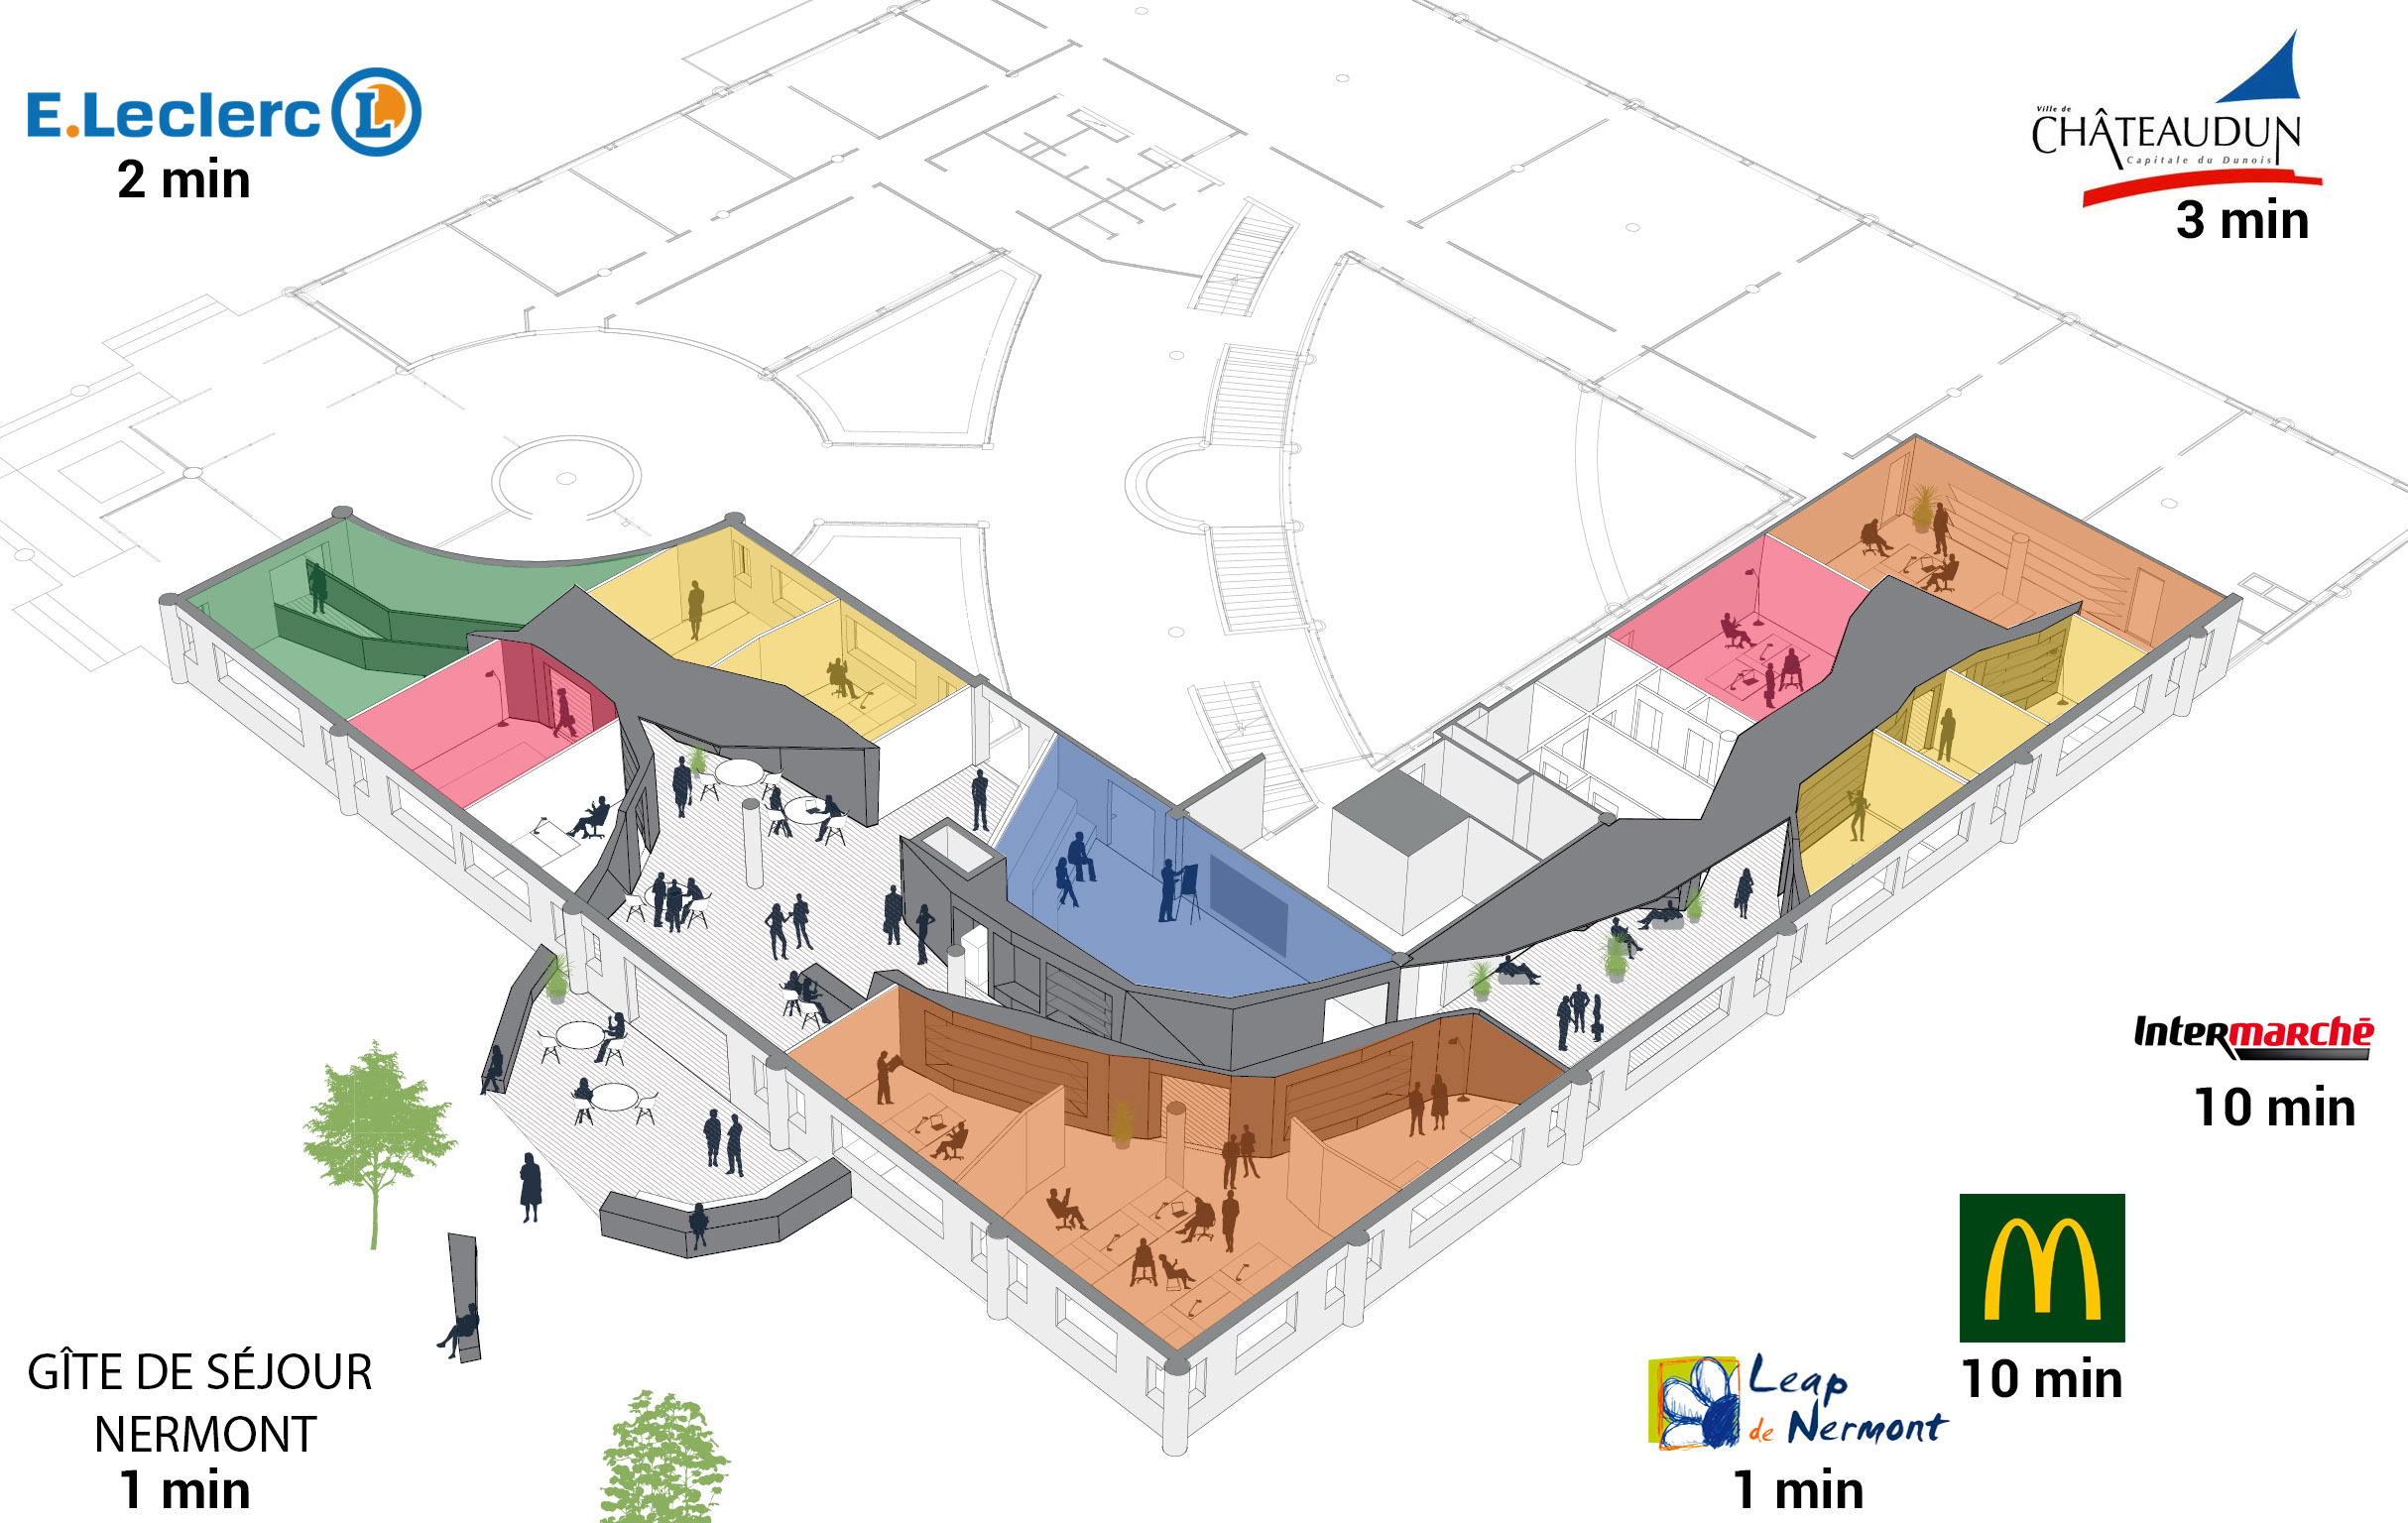 E.Leclerc L
2 min
Ville de
CHÂTEAUDUN
Capitale du Dunois
3 min
Intermarchē
10 min
M
10 min
Leap
de Nermont
1 min
GÎTE DE SÉJOUR
NERMONT
1 min